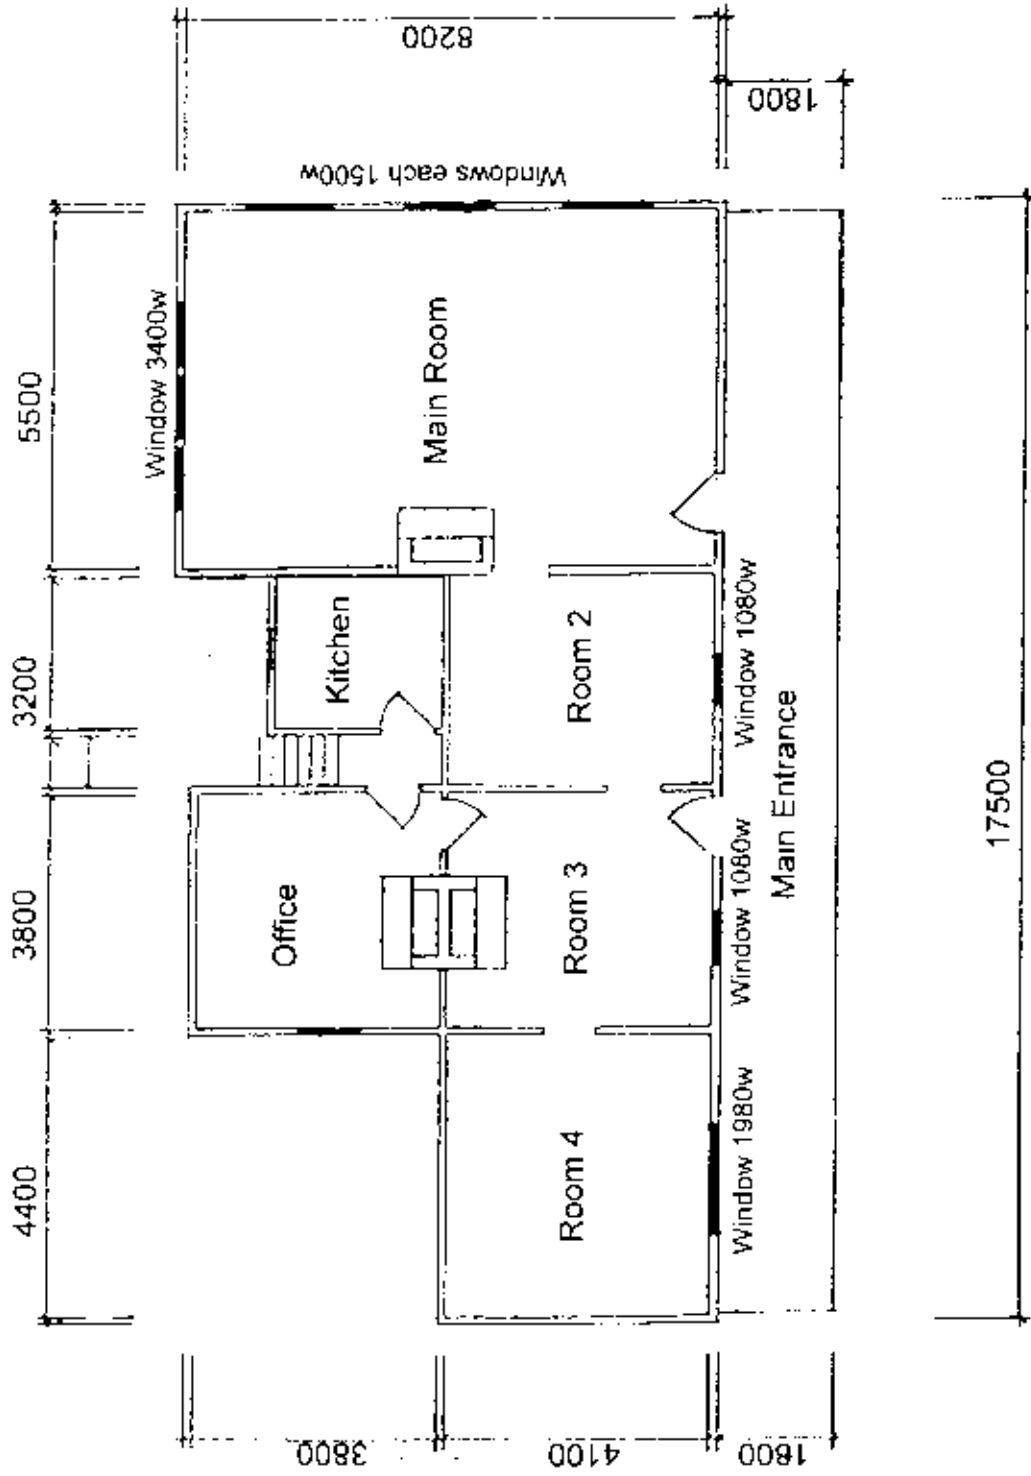 4400
3800
3200
5500
Window 3400w
3800
Office
Kitchen
Main Room
Windows each 1500w
8200
4100
Room 4
Room 3
Room 2
Window 1980w
Window 1080w
Window 1080w
Main Entrance
1800
1800
17500